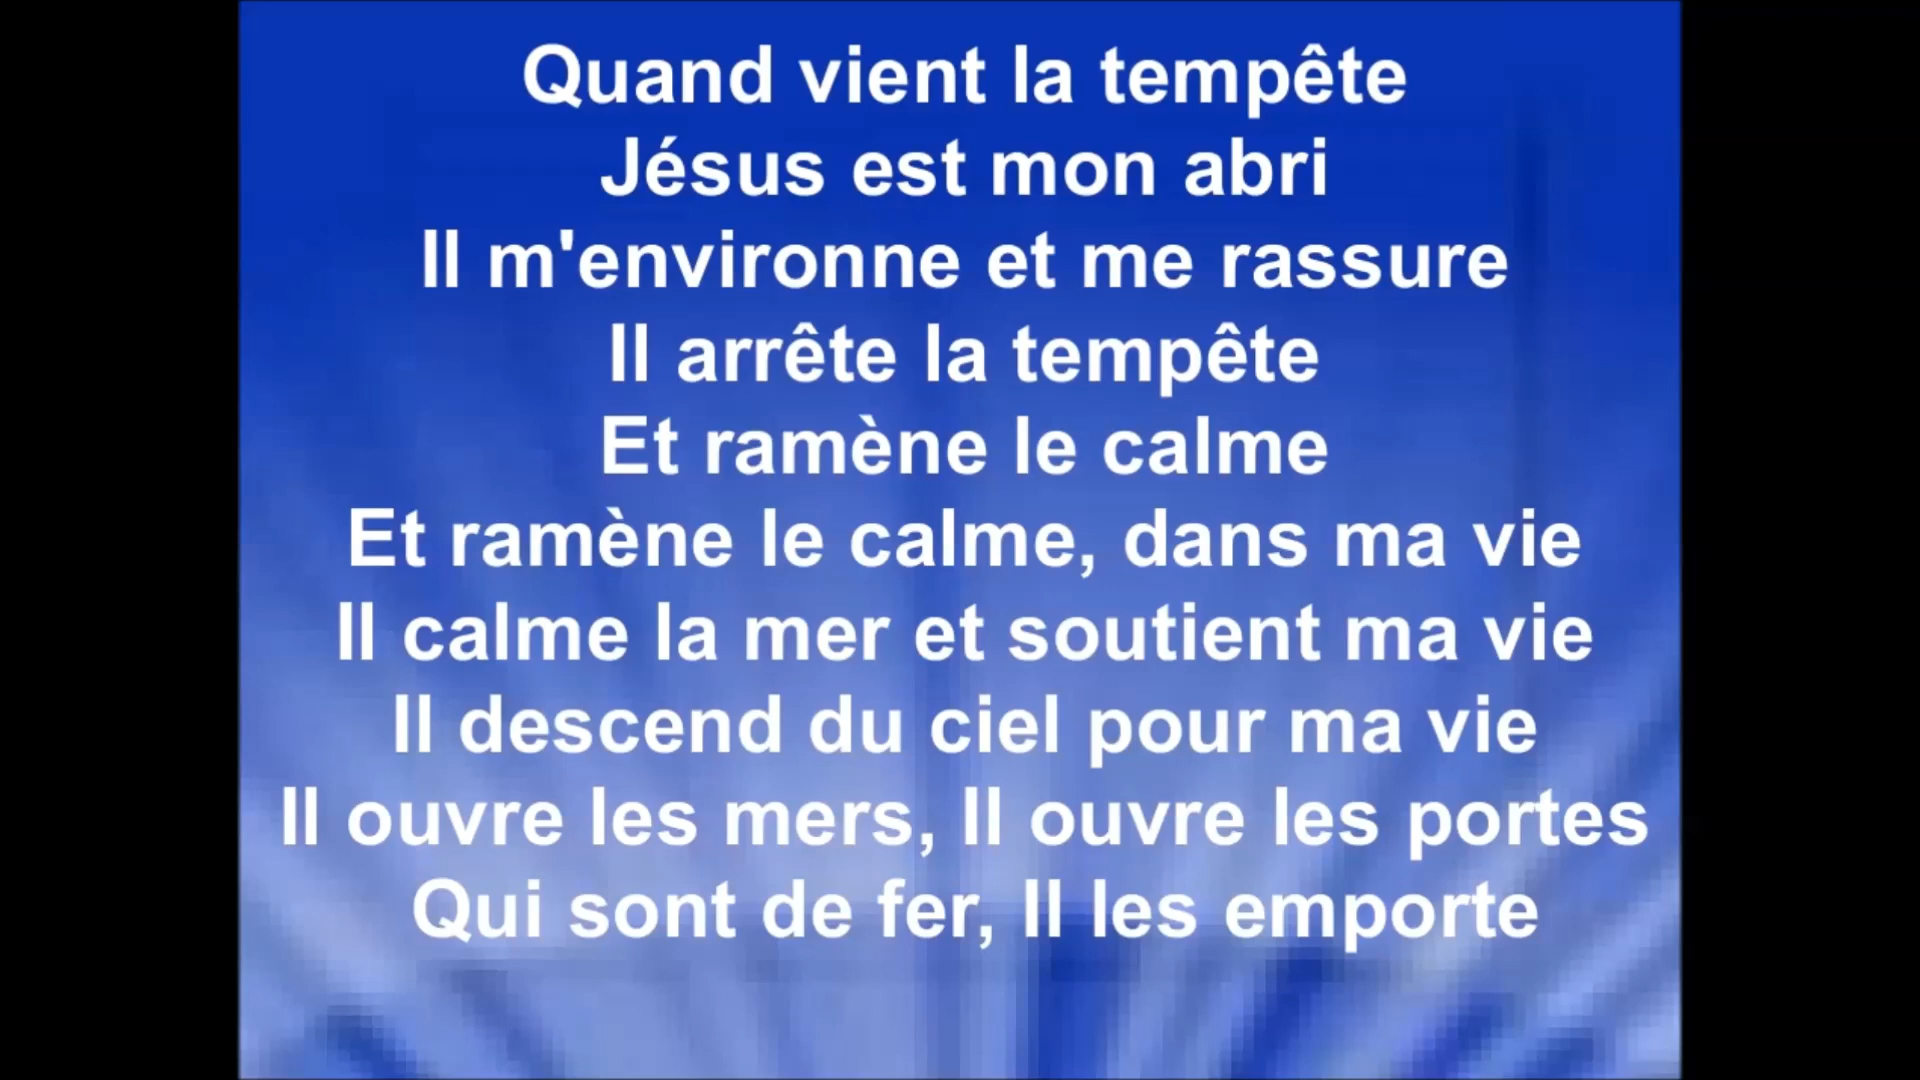 Quand vient la tempête
Jésus est mon abri
Il m'environne et me rassure
Il arrête la tempête
Et ramène le calme
Et ramène le calme, dans ma vie
Il calme la mer et soutient ma vie
Il descend du ciel pour ma vie
Il ouvre les mers, Il ouvre les portes
Qui sont de fer, Il les emporte